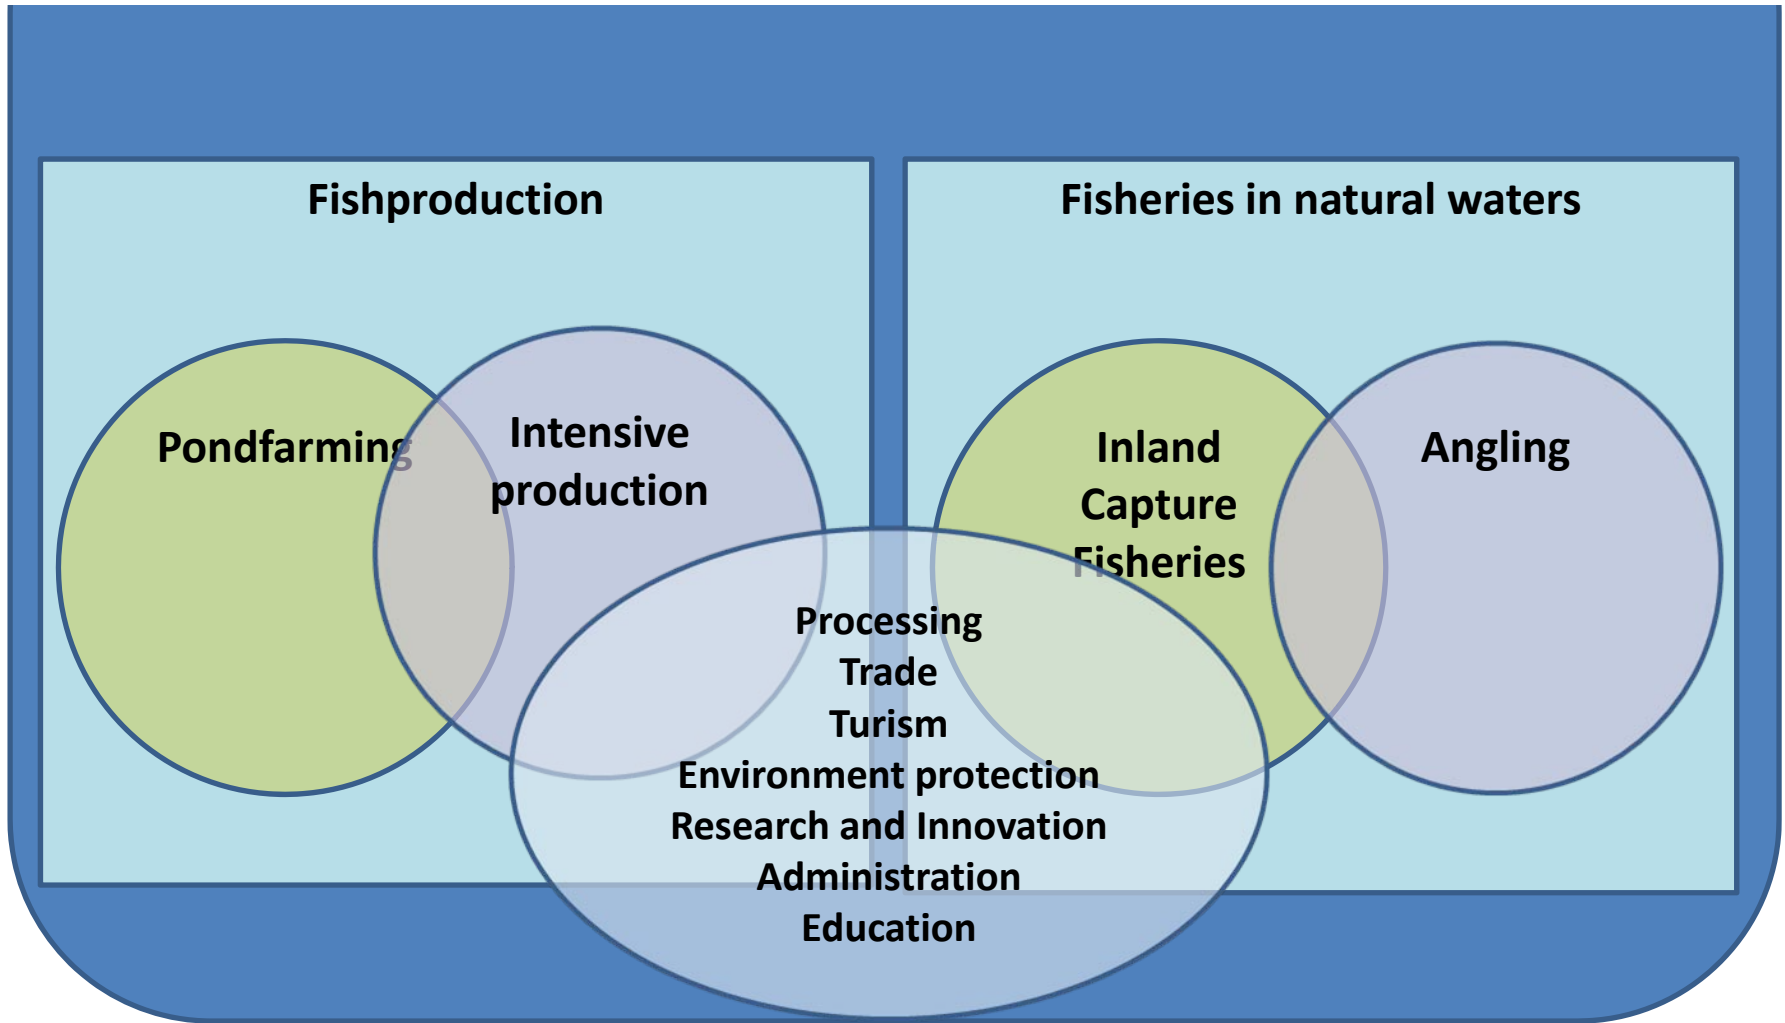 Fishproduction
Fisheries in natural waters
Pondfarming
Intensive
production
Inland
Capture
Fisheries
Angling
Processing
Trade
Turism
Environment protection
Research and Innovation
Administration
Education